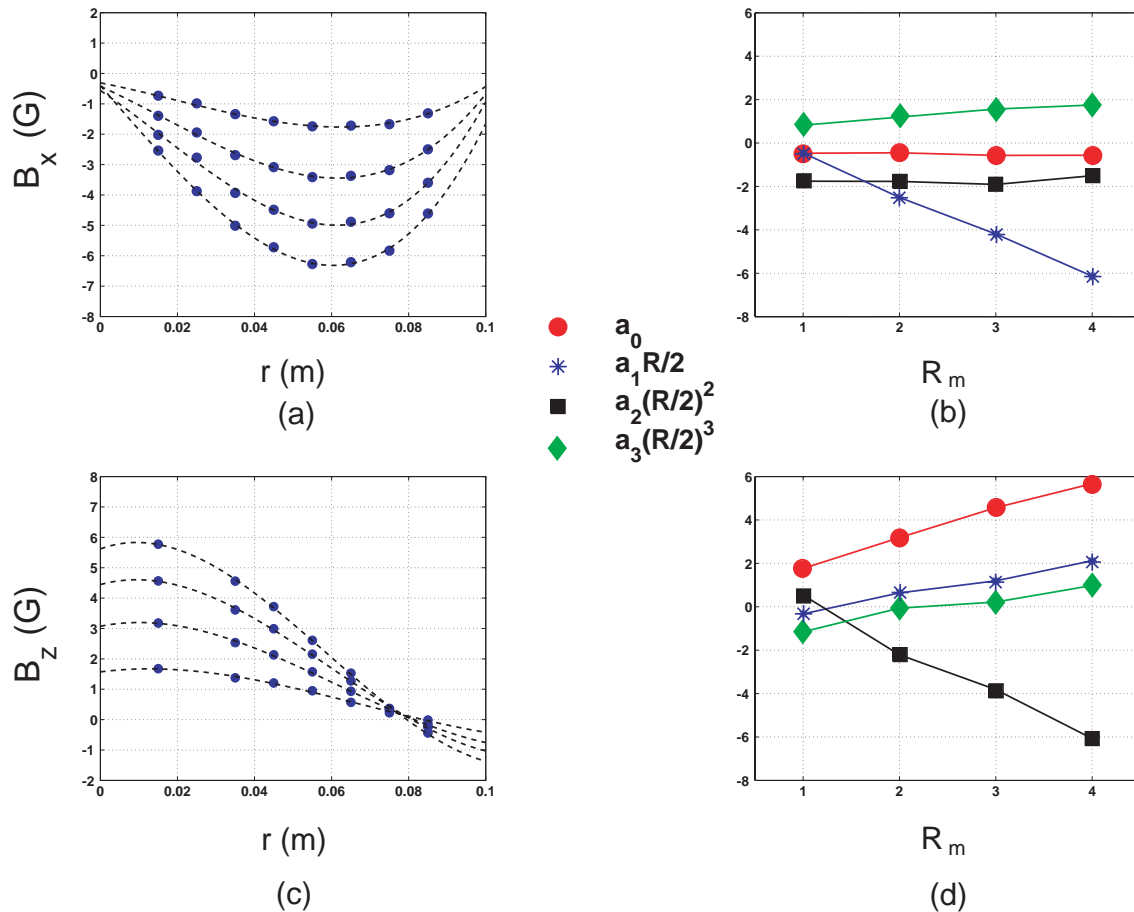 2
1
0
-1
-2
-3
-4
-5
-6
-7
-8
0 0.02 0.04 0.06 0.08 0.1
B_x (G)
r (m)
(a)
6
4
2
0
-2
-4
-6
-8
1 2 3 4
R_m
(b)
a_0
a_1R/2
a_2(R/2)^2
a_3(R/2)^3
8
7
6
5
4
3
2
1
0
-1
-2
0 0.02 0.04 0.06 0.08 0.1
B_z (G)
r (m)
(c)
6
4
2
0
-2
-4
-6
-8
1 2 3 4
R_m
(d)